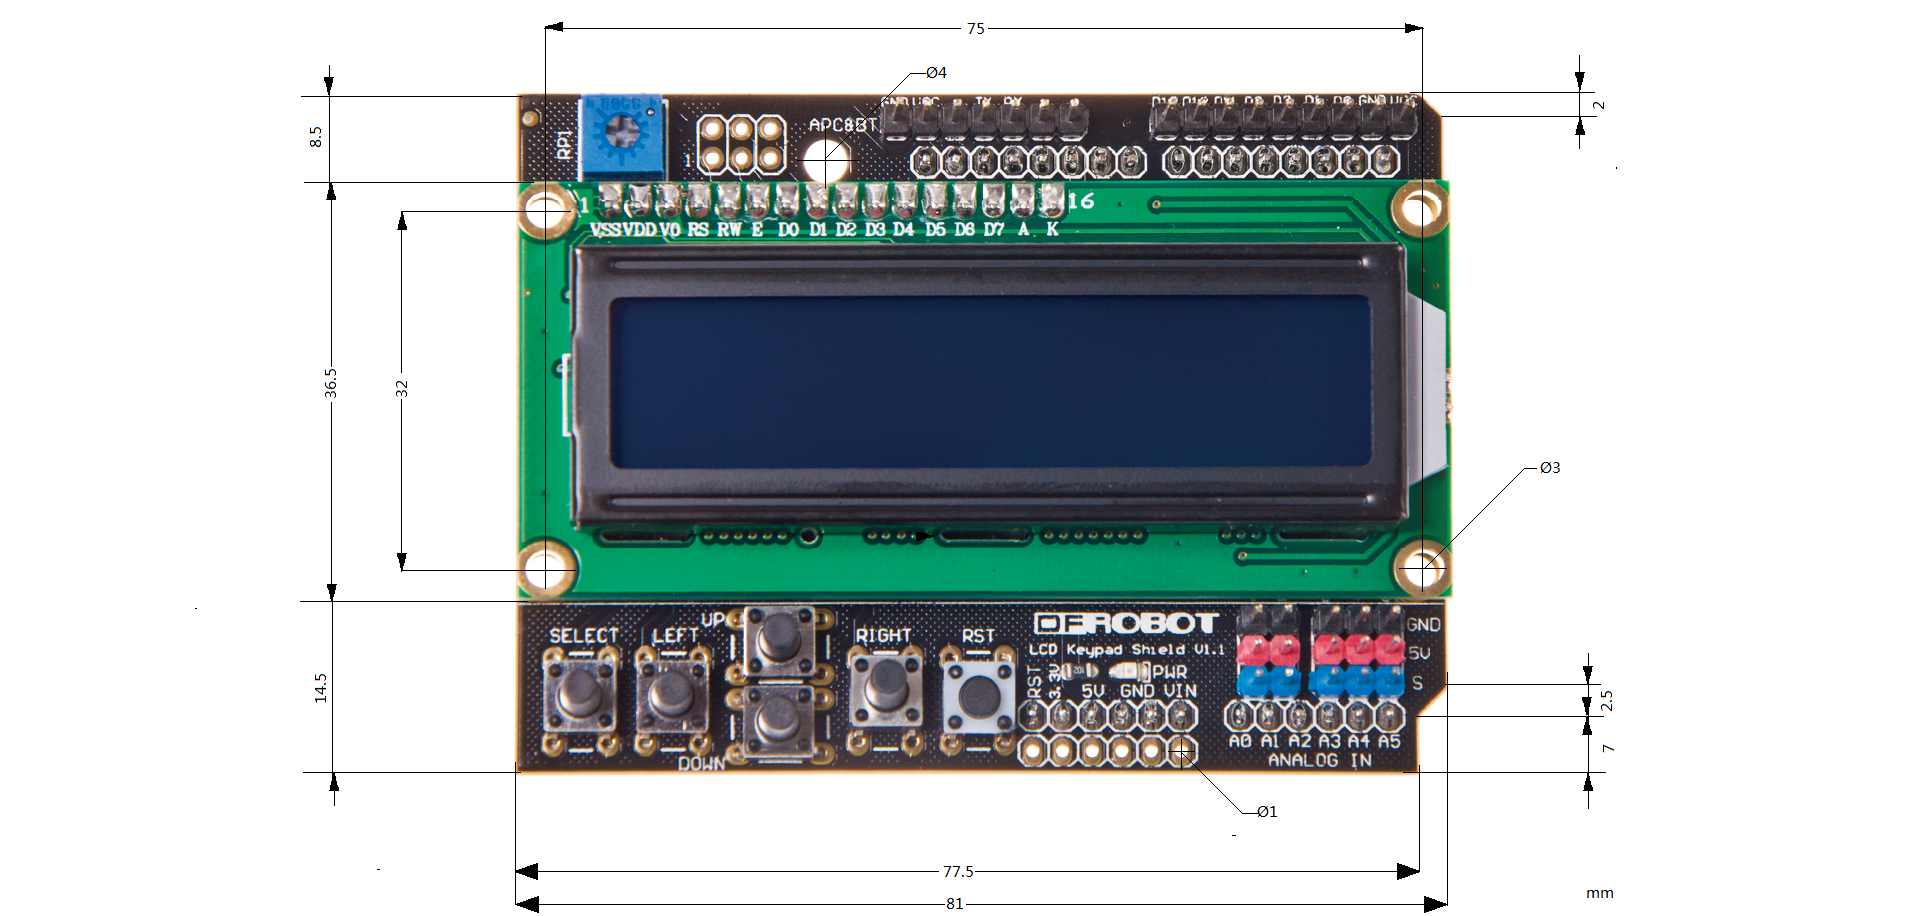 75
Ø4
2
8.5
RP1
APC&BT
1
1
16
VSS VDD V0 RS RW E D0 D1 D2 D3 D4 D5 D6 D7 A K
36.5
32
Ø3
SELECT
LEFT
UP
RIGHT
RST
DFROBOT
LCD Keypad Shield V1.1
PWR
RST
3.3V
5V GND VIN
GND
5V
S
14.5
2.5
7
DOWN
A0 A1 A2 A3 A4 A5
ANALOG IN
Ø1
77.5
81
mm